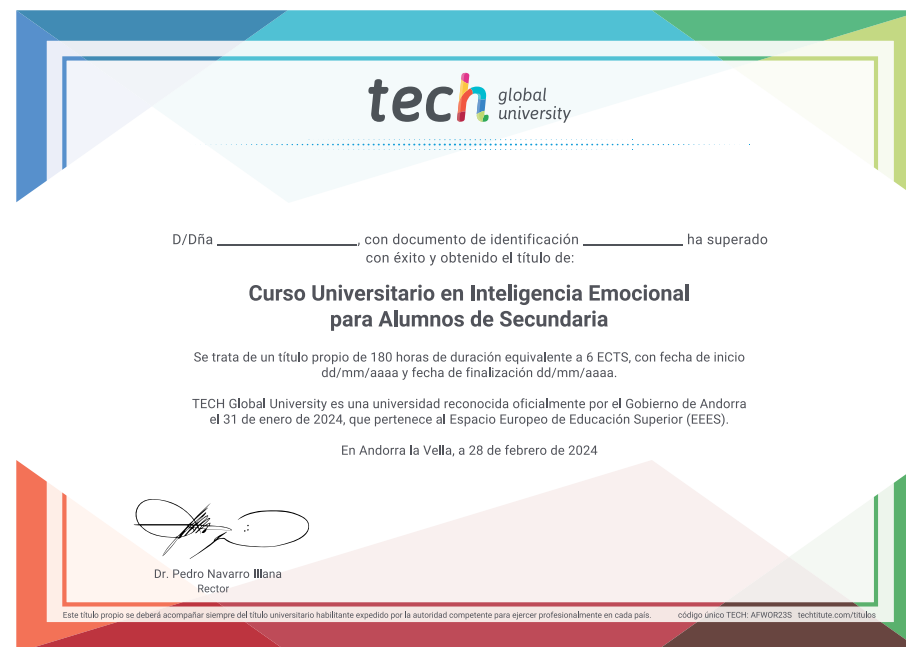 tech global university
D/Dña ____________, con documento de identificación ____________ ha superado
con éxito y obtenido el título de:
Curso Universitario en Inteligencia Emocional
para Alumnos de Secundaria
Se trata de un título propio de 180 horas de duración equivalente a 6 ECTS, con fecha de inicio
dd/mm/aaaa y fecha de finalización dd/mm/aaaa.
TECH Global University es una universidad reconocida oficialmente por el Gobierno de Andorra
el 31 de enero de 2024, que pertenece al Espacio Europeo de Educación Superior (EEES).
En Andorra la Vella, a 28 de febrero de 2024
Dr. Pedro Navarro Illana
Rector
Este título propio se deberá acompañar siempre del título universitario habilitante expedido por la autoridad competente para ejercer profesionalmente en cada país. código único TECH: AFWOR23S techtitute.com/titulos